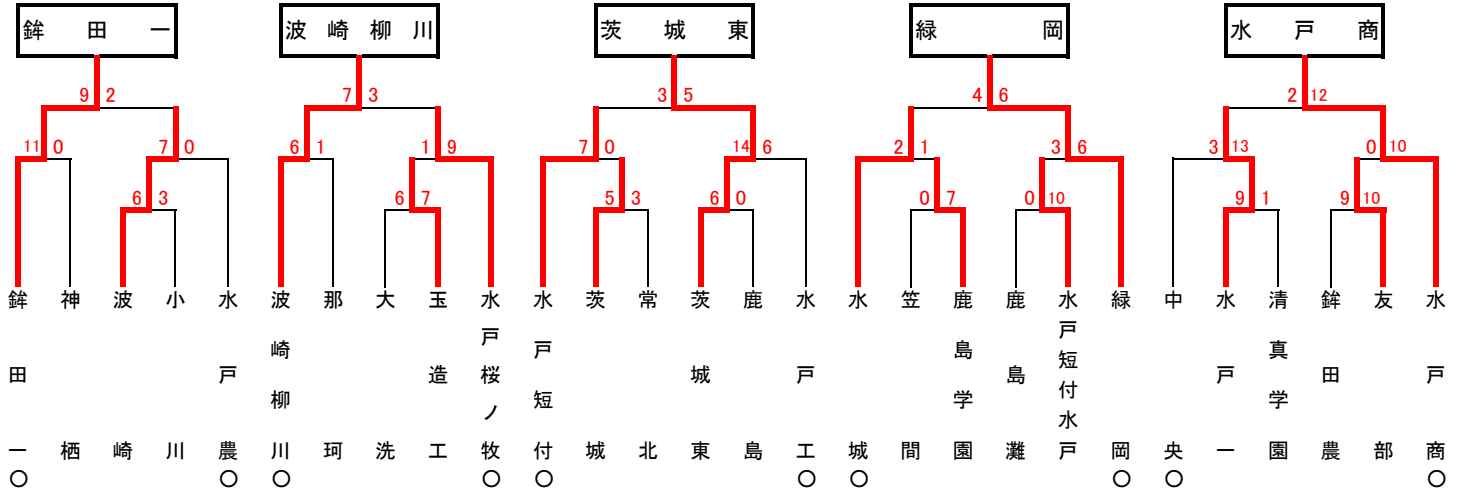 鉾田一 波崎柳川 茨城東 緑岡 水戸商
9 2 7 3 3 5 4 6 2 12
11 0 7 0 6 1 1 9 7 0 14 6 2 1 3 6 3 13 0 10
6 3 6 7 5 3 6 0 0 7 0 10 9 1 9 10
鉾田一○
神栖
波崎
小川
水戸農○
波崎柳川○
那珂
大洗
玉造工
水戸桜ノ牧○
水戸短付○
茨城
常北
茨城東
鹿島
水戸工○
水城○
笠間
鹿島学園
鹿島灘
水戸短付水戸
緑岡○
中央○
水戸一
清真学園
鉾田農
友部
水戸商○